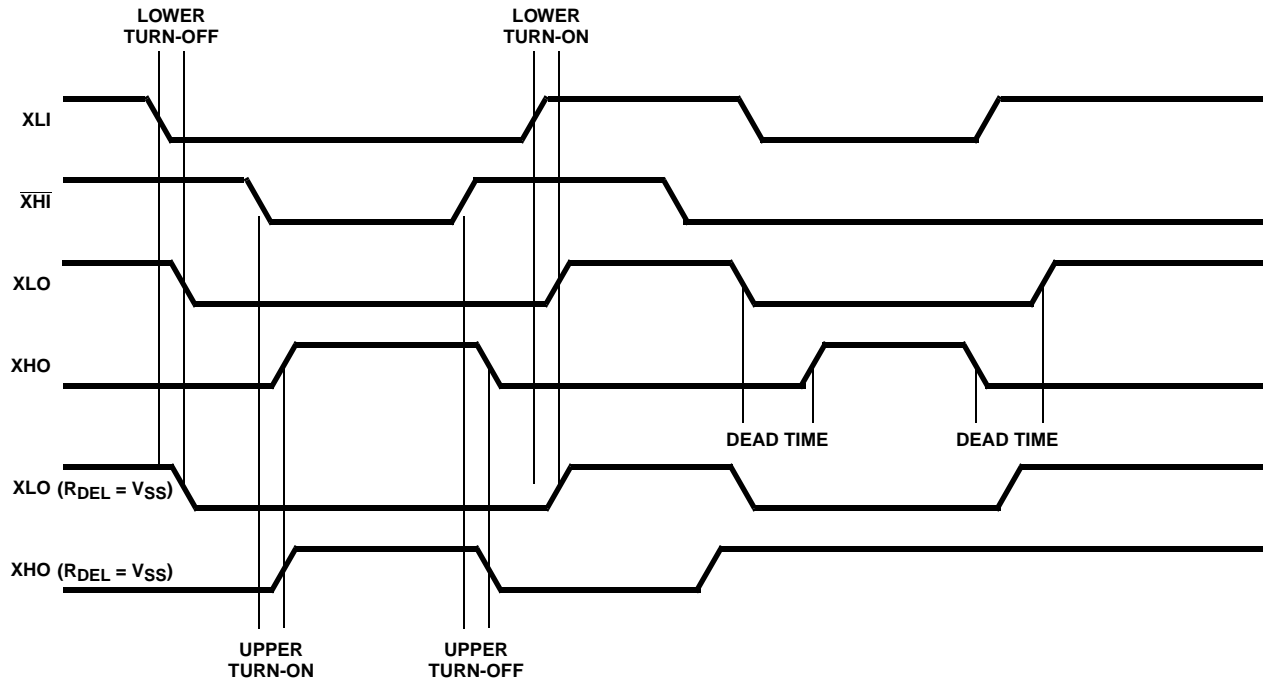 LOWER
TURN-OFF
LOWER
TURN-ON
XLI
X̅H̅I̅
XLO
XHO
DEAD TIME
DEAD TIME
XLO (RDEL = VSS)
XHO (RDEL = VSS)
UPPER
TURN-ON
UPPER
TURN-OFF